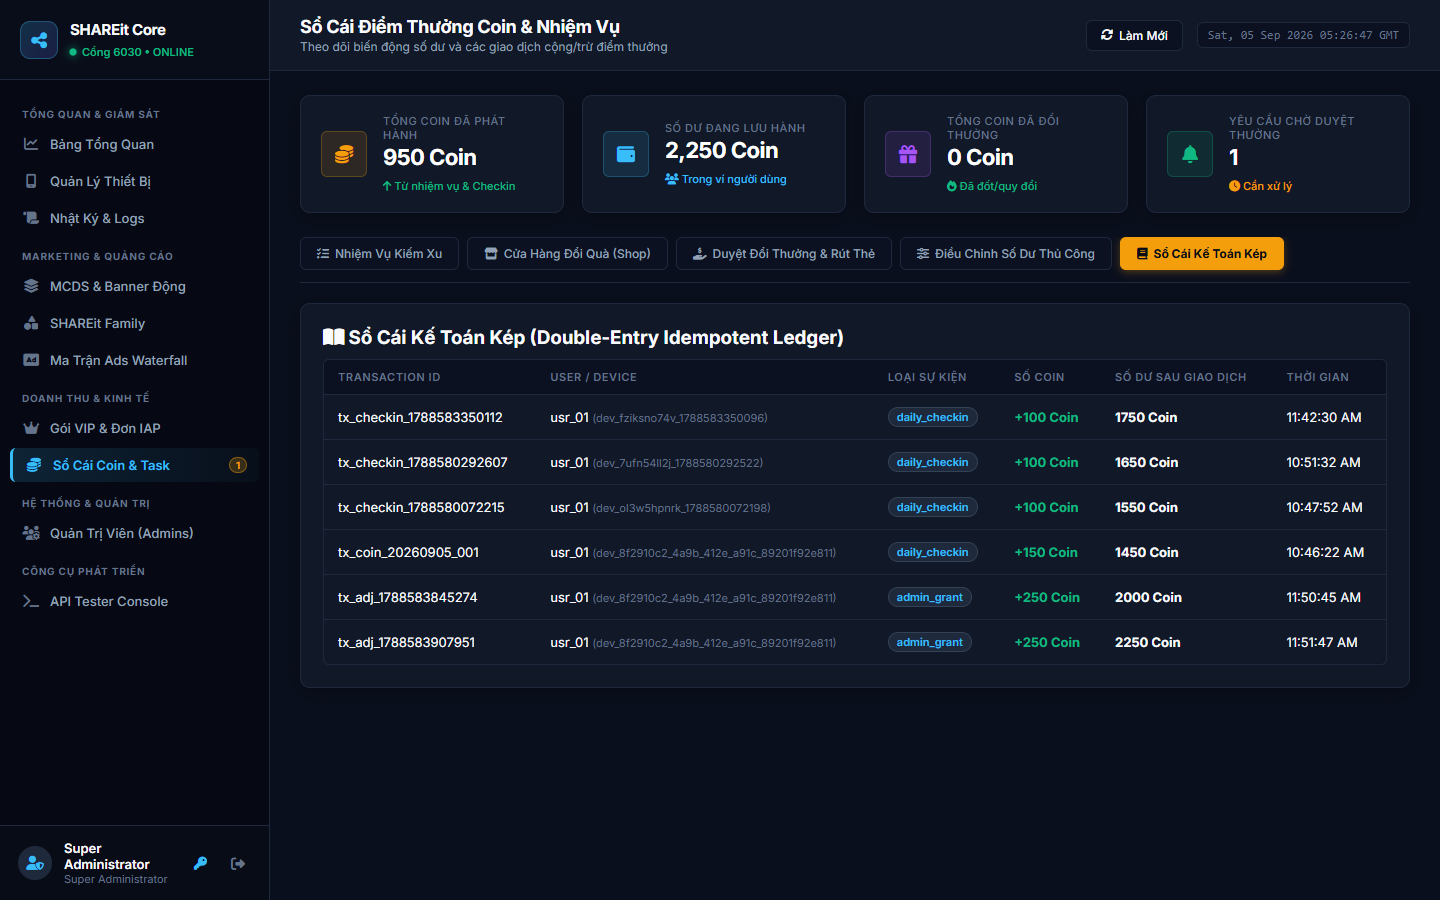 SHAREit Core
Cổng 6030 • ONLINE
TỔNG QUAN & GIÁM SÁT
Bảng Tổng Quan
Quản Lý Thiết Bị
Nhật Ký & Logs
MARKETING & QUẢNG CÁO
MCDS & Banner Động
SHAREit Family
Ad
Ma Trận Ads Waterfall
DOANH THU & KINH TẾ
Gói VIP & Đơn IAP
Sổ Cái Coin & Task
1
HỆ THỐNG & QUẢN TRỊ
Quản Trị Viên (Admins)
CÔNG CỤ PHÁT TRIỂN
API Tester Console
Super
Administrator
Super Administrator
Sổ Cái Điểm Thưởng Coin & Nhiệm Vụ
Theo dõi biến động số dư và các giao dịch cộng/trừ điểm thưởng
Làm Mới
Sat, 05 Sep 2026 05:26:47 GMT
TỔNG COIN ĐÃ PHÁT
HÀNH
950 Coin
Từ nhiệm vụ & Checkin
SỐ DƯ ĐANG LƯU HÀNH
2,250 Coin
Trong ví người dùng
TỔNG COIN ĐÃ ĐỔI
THƯỞNG
0 Coin
Đã đốt/quy đổi
YÊU CẦU CHỜ DUYỆT
THƯỞNG
1
Cần xử lý
Nhiệm Vụ Kiếm Xu
Cửa Hàng Đổi Quà (Shop)
Duyệt Đổi Thưởng & Rút Thẻ
Điều Chỉnh Số Dư Thủ Công
Sổ Cái Kế Toán Kép
Sổ Cái Kế Toán Kép (Double-Entry Idempotent Ledger)
TRANSACTION ID USER / DEVICE LOẠI SỰ KIỆN SỐ COIN SỐ DƯ SAU GIAO DỊCH THỜI GIAN
tx_checkin_1788583350112 usr_01 (dev_fziksno74v_1788583350096) daily_checkin +100 Coin 1750 Coin 11:42:30 AM
tx_checkin_1788580292607 usr_01 (dev_7ufn54ll2j_1788580292522) daily_checkin +100 Coin 1650 Coin 10:51:32 AM
tx_checkin_1788580072215 usr_01 (dev_ol3w5hpnrk_1788580072198) daily_checkin +100 Coin 1550 Coin 10:47:52 AM
tx_coin_20260905_001 usr_01 (dev_8f2910c2_4a9b_412e_a91c_89201f92e811) daily_checkin +150 Coin 1450 Coin 10:46:22 AM
tx_adj_1788583845274 usr_01 (dev_8f2910c2_4a9b_412e_a91c_89201f92e811) admin_grant +250 Coin 2000 Coin 11:50:45 AM
tx_adj_1788583907951 usr_01 (dev_8f2910c2_4a9b_412e_a91c_89201f92e811) admin_grant +250 Coin 2250 Coin 11:51:47 AM